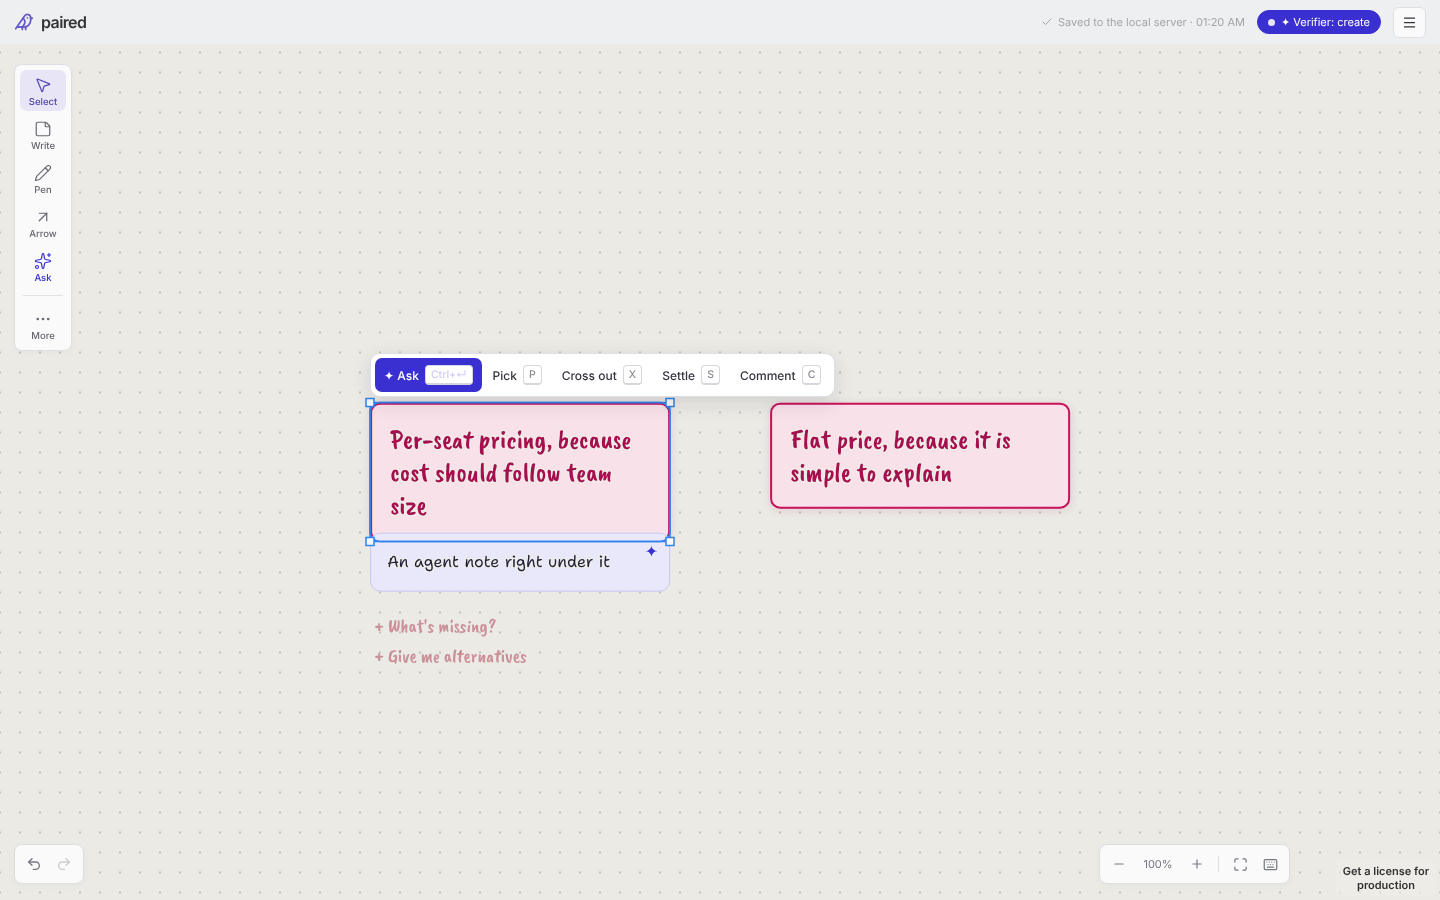 paired
Saved to the local server · 01:20 AM
✦ Verifier: create
Select
Write
Pen
Arrow
Ask
More
✦ Ask Ctrl+↵ Pick P Cross out X Settle S Comment C
Per-seat pricing, because
cost should follow team
size
Flat price, because it is
simple to explain
An agent note right under it
+ What's missing?
+ Give me alternatives
100%
Get a license for
production